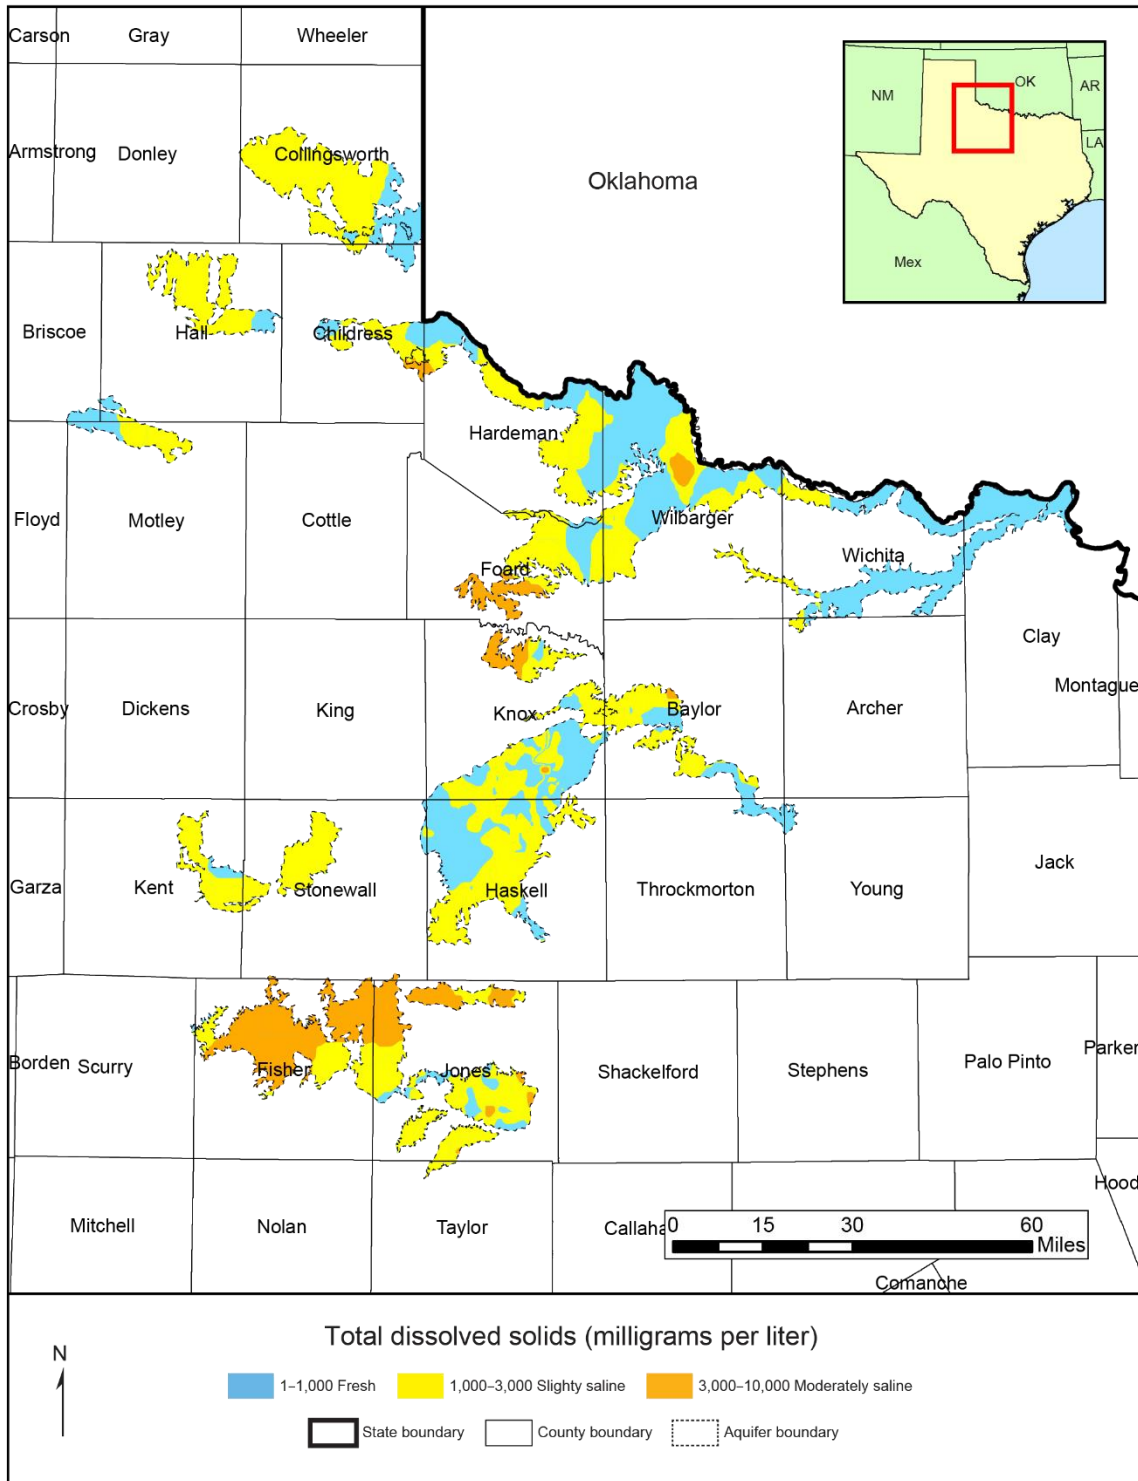 Carson Gray Wheeler
NM OK AR
LA
Mex
Armstrong Donley Collingsworth
Oklahoma
Briscoe Hall Childress
Hardeman
Floyd Motley Cottle Wilbarger
Foard Wichita
Clay
Montague
Crosby Dickens King Knox Baylor Archer
Garza Kent Stonewall Haskell Throckmorton Young Jack
Borden Scurry Fisher Jones Shackelford Stephens Palo Pinto Parker
Hood
Mitchell Nolan Taylor Callaha
0 15 30 60
Miles
Comanche
Total dissolved solids (milligrams per liter)
N
1–1,000 Fresh 1,000–3,000 Slighty saline 3,000–10,000 Moderately saline
State boundary County boundary Aquifer boundary